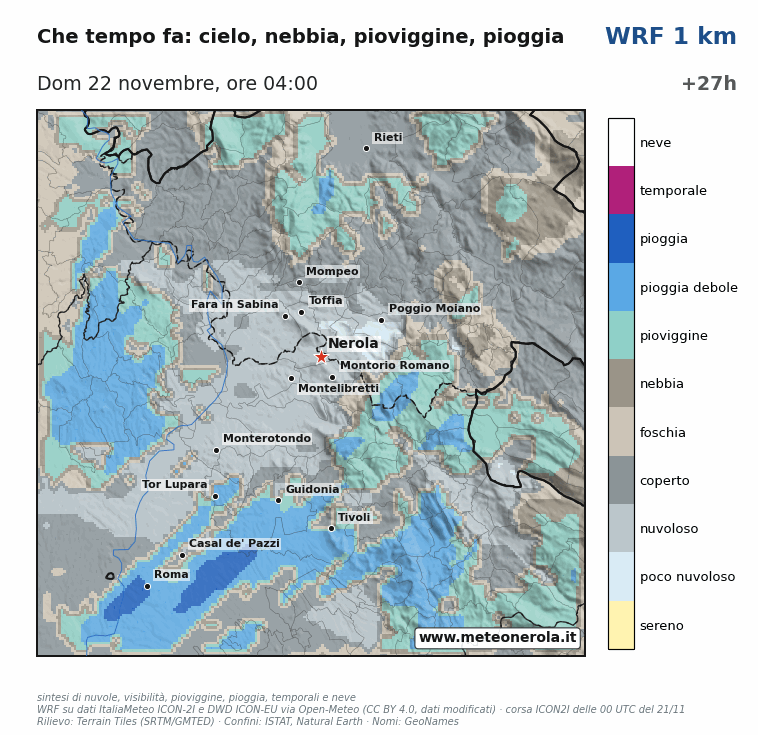 Che tempo fa: cielo, nebbia, pioviggine, pioggia
WRF 1 km
Dom 22 novembre, ore 04:00
+27h
Rieti
Mompeo
Fara in Sabina
Toffia
Poggio Moiano
Nerola
Montorio Romano
Montelibretti
Monterotondo
Tor Lupara
Guidonia
Tivoli
Casal de' Pazzi
Roma
www.meteonerola.it
neve
temporale
pioggia
pioggia debole
pioviggine
nebbia
foschia
coperto
nuvoloso
poco nuvoloso
sereno
sintesi di nuvole, visibilità, pioviggine, pioggia, temporali e neve
WRF su dati ItaliaMeteo ICON-2I e DWD ICON-EU via Open-Meteo (CC BY 4.0, dati modificati) · corsa ICON2I delle 00 UTC del 21/11
Rilievo: Terrain Tiles (SRTM/GMTED) · Confini: ISTAT, Natural Earth · Nomi: GeoNames